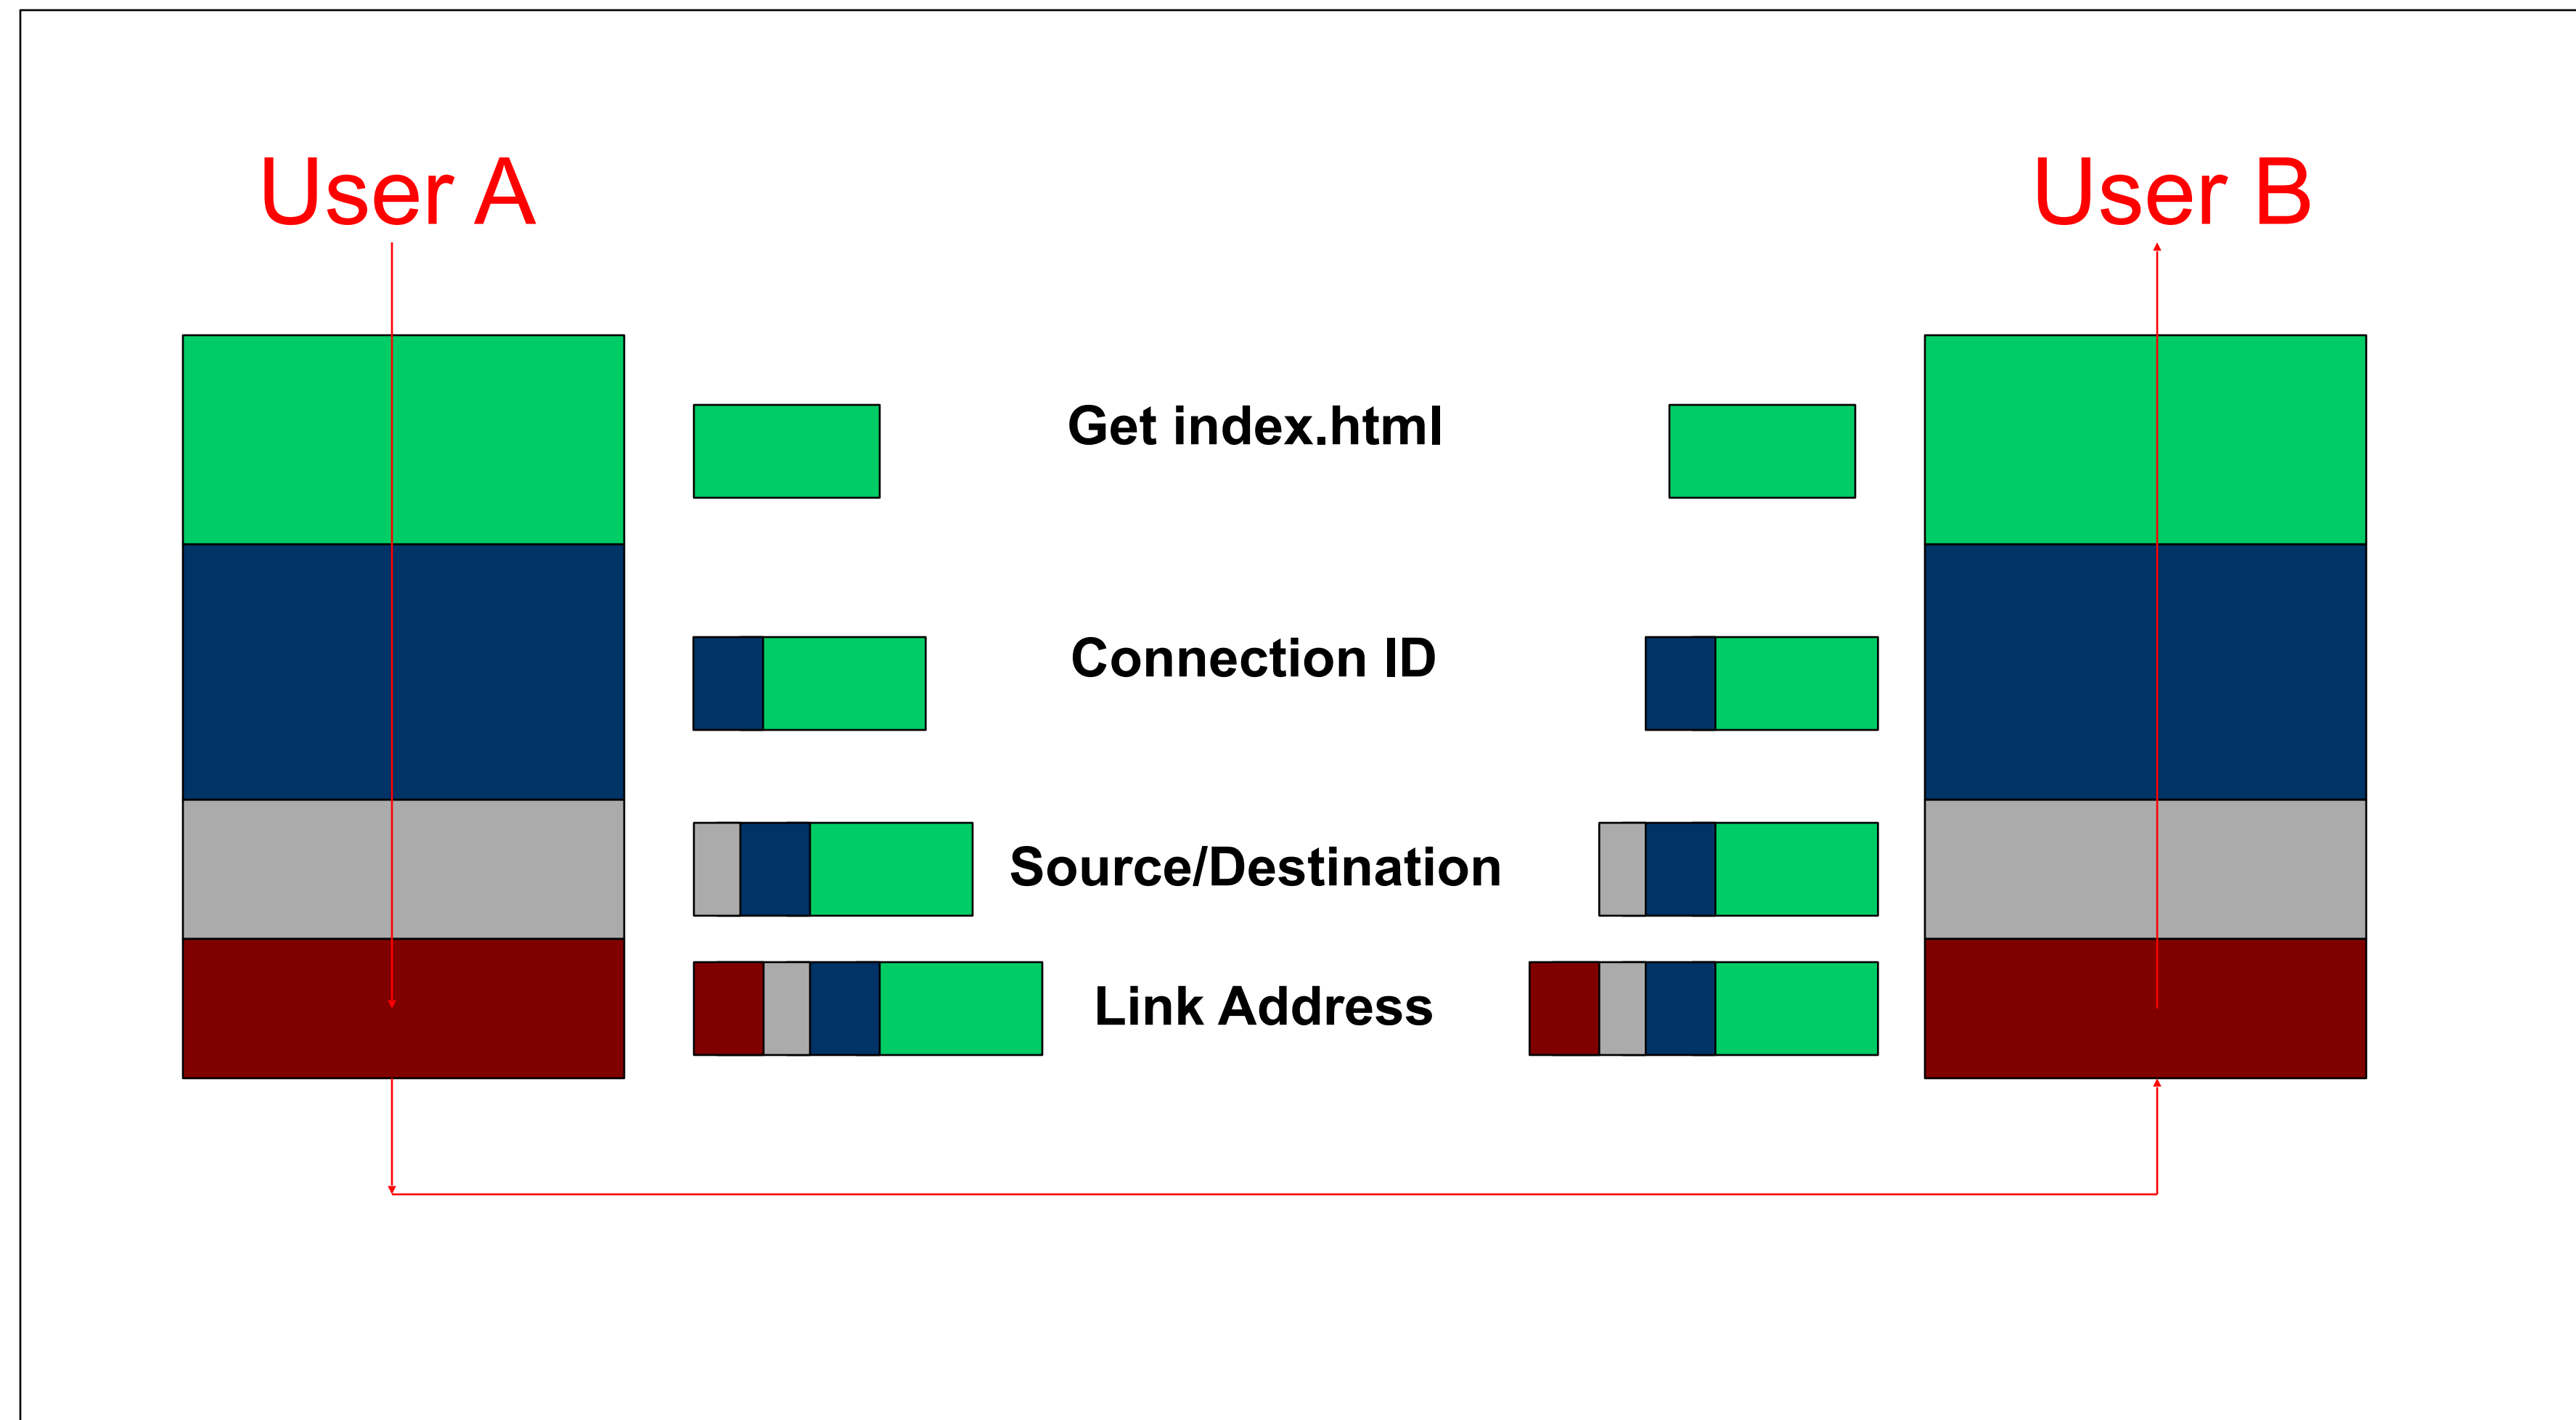 User A
User B
Get index.html
Connection ID
Source/Destination
Link Address